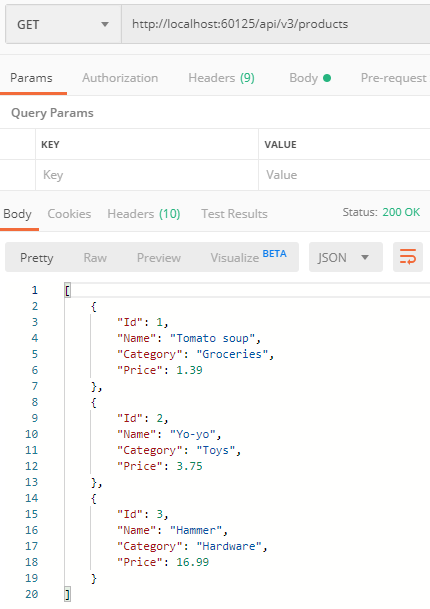 GET http://localhost:60125/api/v3/products
Params Authorization Headers (9) Body Pre-request
Query Params
KEY VALUE
Key Value
Body Cookies Headers (10) Test Results Status: 200 OK
Pretty Raw Preview Visualize BETA JSON
1 [
2 {
3 "Id": 1,
4 "Name": "Tomato soup",
5 "Category": "Groceries",
6 "Price": 1.39
7 },
8 {
9 "Id": 2,
10 "Name": "Yo-yo",
11 "Category": "Toys",
12 "Price": 3.75
13 },
14 {
15 "Id": 3,
16 "Name": "Hammer",
17 "Category": "Hardware",
18 "Price": 16.99
19 }
20 ]